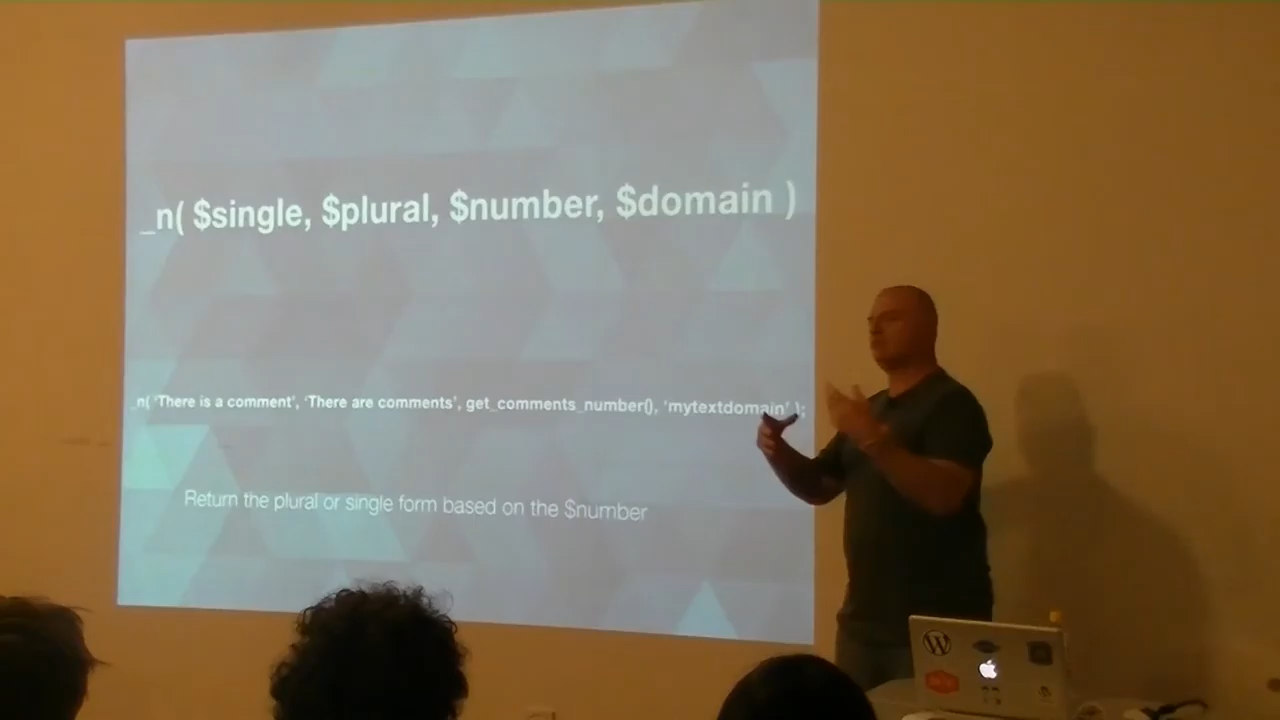 _n( $single, $plural, $number, $domain )
_n( 'There is a comment', 'There are comments', get_comments_number(), 'mytextdomain' );
Return the plural or single form based on the $number